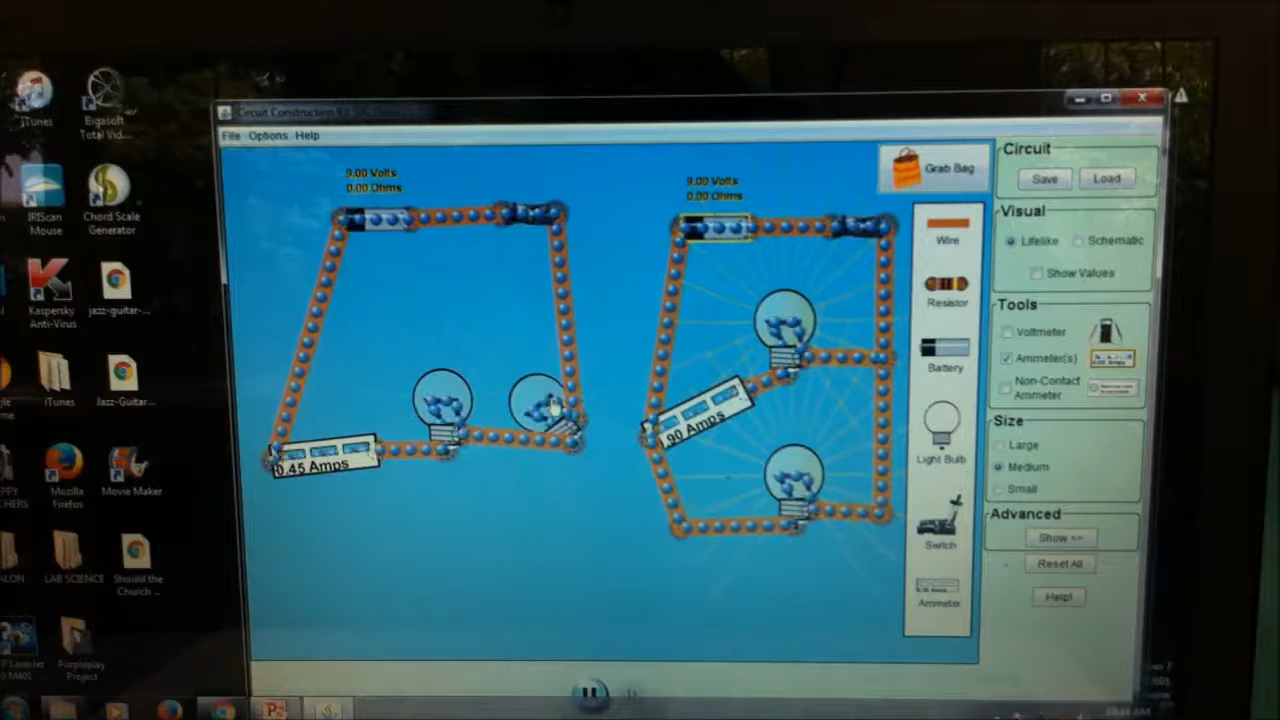 iTunes
Brgasoft
Total Vid...
IRIScan
Mouse
Chord Scale
Generator
Kaspersky
Anti-Virus
jazz-guitar-...
iTunes
Jazz-Guitar...
Mozilla
Firefox
Movie Maker
LAB SCIENCE
Should the
Church ...
Purpleplay
Project
M401
File Options Help
9.00 Volts
0.00 Ohms
9.00 Volts
0.00 Ohms
0.45 Amps
.90 Amps
Grab Bag
Wire
Resistor
Battery
Light Bulb
Switch
Ammeter
Circuit
Save
Load
Visual
Lifelike
Schematic
Show Values
Tools
Voltmeter
Ammeter(s)
Non-Contact
Ammeter
Size
Large
Medium
Small
Advanced
Show >>
Reset All
Help!